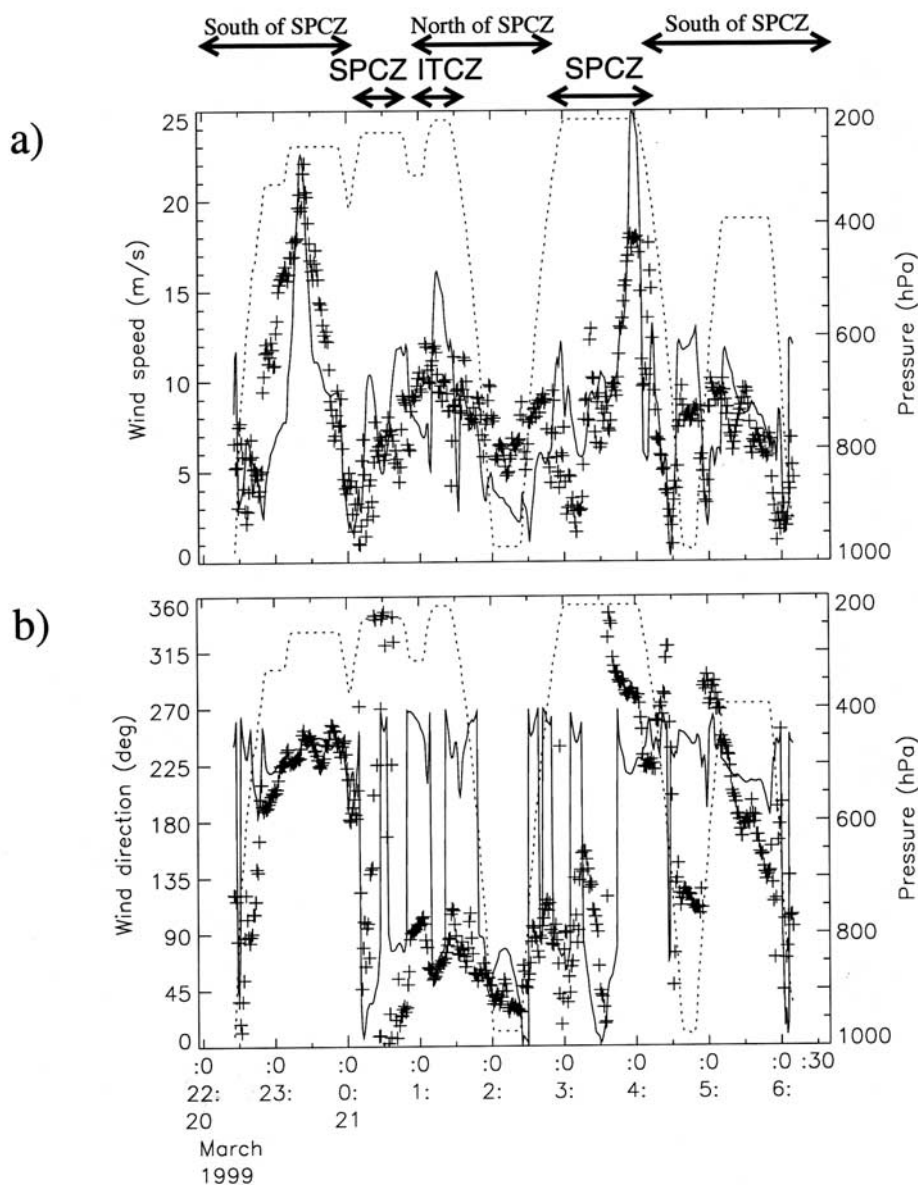 South of SPCZ North of SPCZ South of SPCZ
SPCZ ITCZ SPCZ
a)
25
20
15
10
5
0
Wind speed (m/s)
200
400
600
800
1000
Pressure (hPa)
b)
360
315
270
225
180
135
90
45
0
Wind direction (deg)
200
400
600
800
1000
Pressure (hPa)
:0 :0 :0 :0 :0 :0 :0 :0 :0 :30
22: 23: 0: 1: 2: 3: 4: 5: 6:
20 21
March
1999